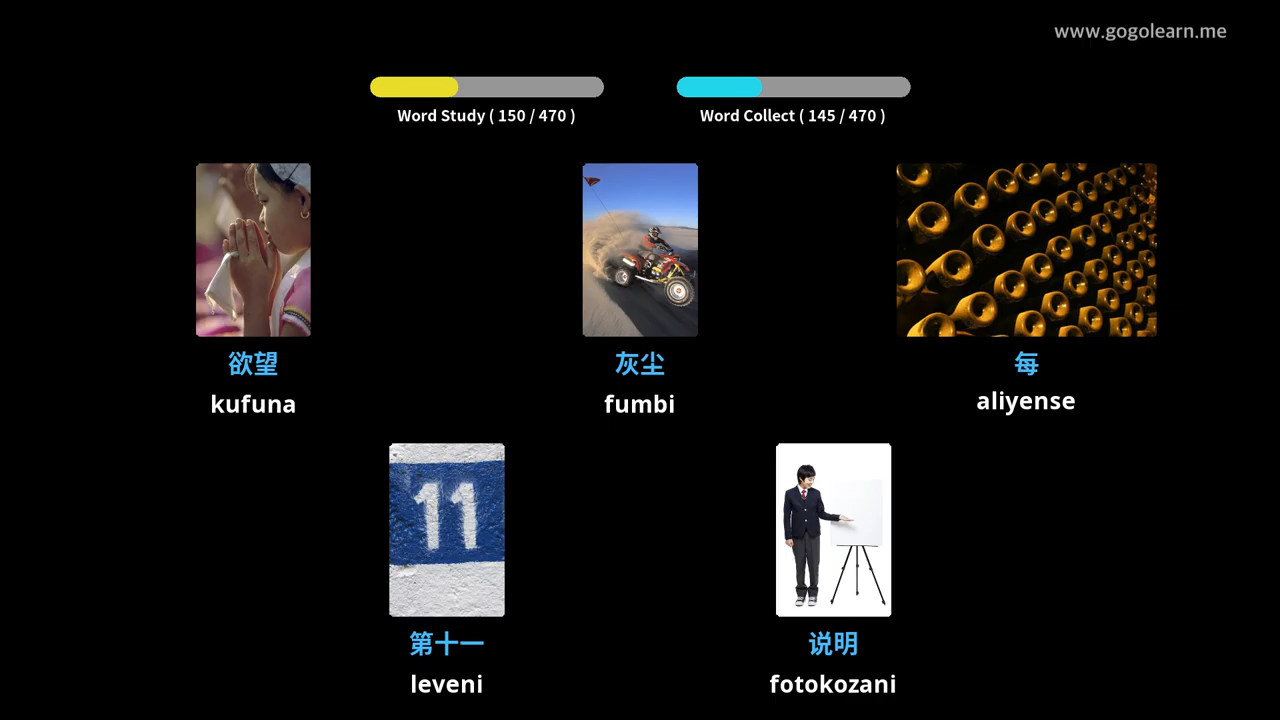 www.gogolearn.me
Word Study ( 150 / 470 )
Word Collect ( 145 / 470 )
欲望
kufuna
灰尘
fumbi
每
aliyense
11
第十一
leveni
说明
fotokozani